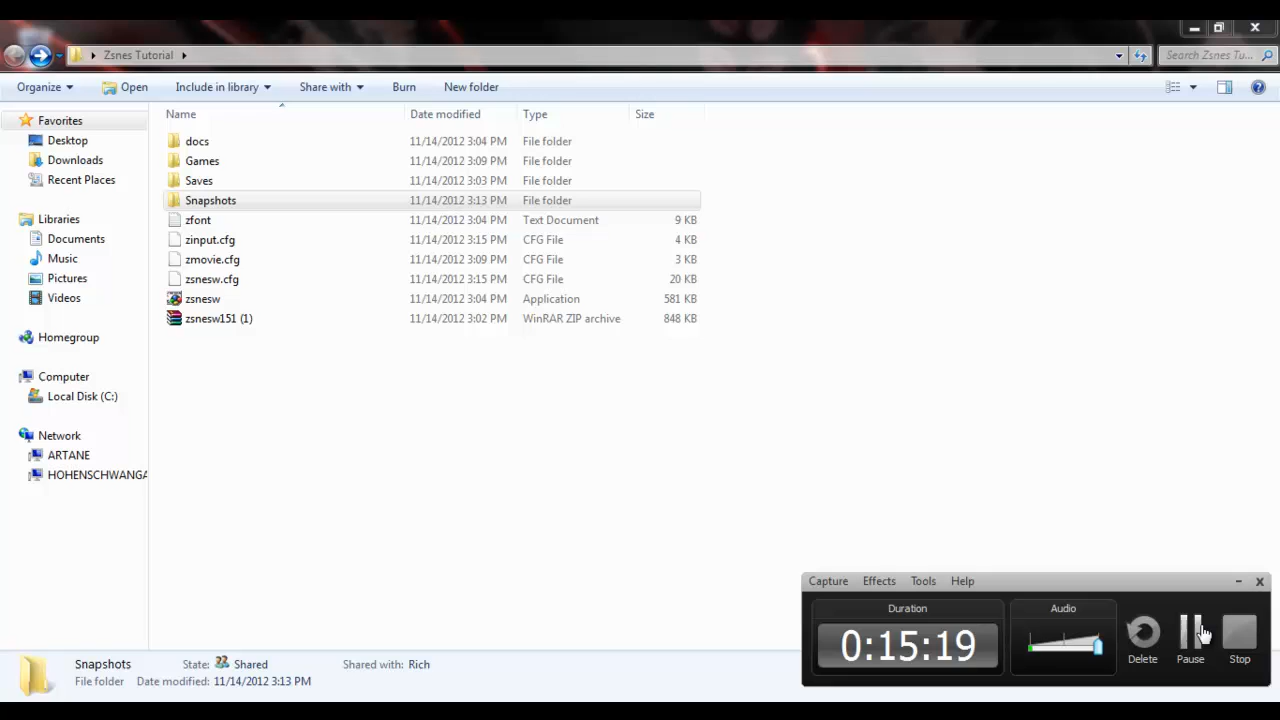 Zsnes Tutorial
Search Zsnes Tu...
Organize Open Include in library Share with Burn New folder
Favorites
Desktop
Downloads
Recent Places
Libraries
Documents
Music
Pictures
Videos
Homegroup
Computer
Local Disk (C:)
Network
ARTANE
HOHENSCHWANGA
Name Date modified Type Size
docs 11/14/2012 3:04 PM File folder
Games 11/14/2012 3:09 PM File folder
Saves 11/14/2012 3:03 PM File folder
Snapshots 11/14/2012 3:13 PM File folder
zfont 11/14/2012 3:04 PM Text Document 9 KB
zinput.cfg 11/14/2012 3:15 PM CFG File 4 KB
zmovie.cfg 11/14/2012 3:09 PM CFG File 3 KB
zsnesw.cfg 11/14/2012 3:15 PM CFG File 20 KB
zsnesw 11/14/2012 3:04 PM Application 581 KB
zsnesw151 (1) 11/14/2012 3:02 PM WinRAR ZIP archive 848 KB
Capture Effects Tools Help
Duration Audio
0:15:19
Delete Pause Stop
Snapshots State: Shared Shared with: Rich
File folder Date modified: 11/14/2012 3:13 PM